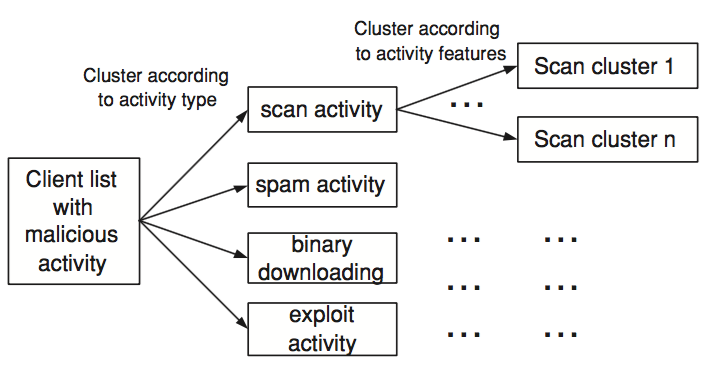 Cluster according
to activity features
Scan cluster 1
Cluster according
to activity type
scan activity
...
Scan cluster n
Client list
with
malicious
activity
spam activity
binary
downloading
... ...
... ...
exploit
activity
... ...